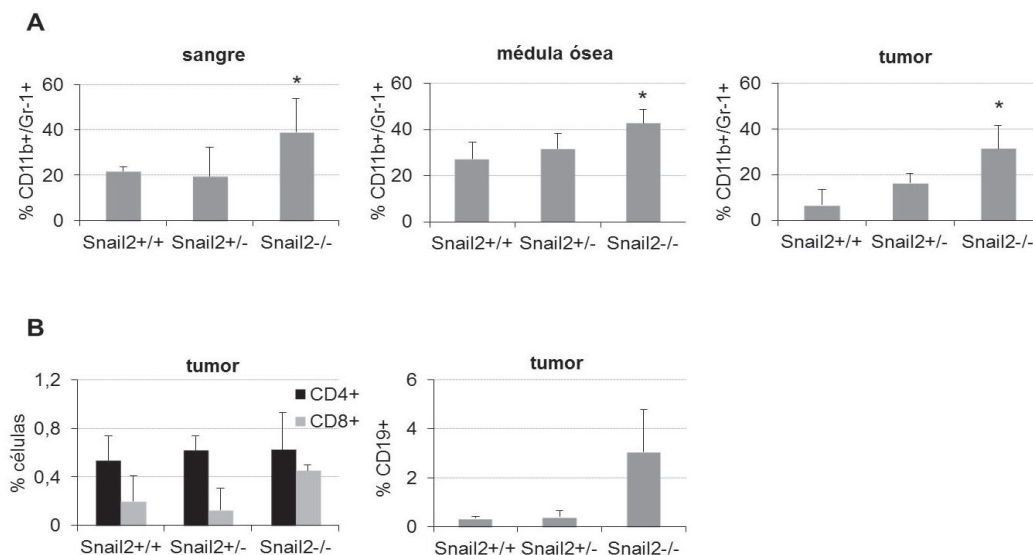 A
sangre
% CD11b+/Gr-1+
60
40
20
0
*
Snail2+/+ Snail2+/- Snail2-/-
médula ósea
% CD11b+/Gr-1+
60
40
20
0
*
Snail2+/+ Snail2+/- Snail2-/-
tumor
% CD11b+/Gr-1+
60
40
20
0
*
Snail2+/+ Snail2+/- Snail2-/-
B
tumor
% células
1,2
0,8
0,4
0
CD4+
CD8+
Snail2+/+ Snail2+/- Snail2-/-
tumor
% CD19+
6
4
2
0
Snail2+/+ Snail2+/- Snail2-/-